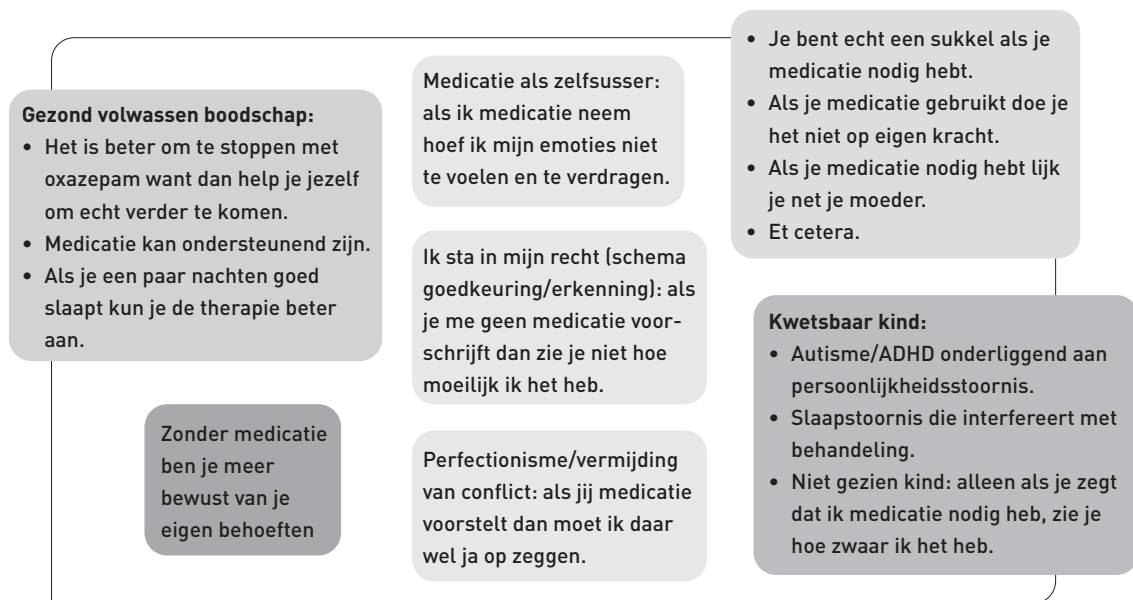 Gezond volwassen boodschap:
• Het is beter om te stoppen met
oxazepam want dan help je jezelf
om echt verder te komen.
• Medicatie kan ondersteunend zijn.
• Als je een paar nachten goed
slaapt kun je de therapie beter
aan.
Zonder medicatie
ben je meer
bewust van je
eigen behoeften
Medicatie als zelfsusser:
als ik medicatie neem
hoef ik mijn emoties niet
te voelen en te verdragen.
Ik sta in mijn recht (schema
goedkeuring/erkenning): als
je me geen medicatie voor-
schrijft dan zie je niet hoe
moeilijk ik het heb.
Perfectionisme/vermijding
van conflict: als jij medicatie
voorstelt dan moet ik daar
wel ja op zeggen.
• Je bent echt een sukkel als je
medicatie nodig hebt.
• Als je medicatie gebruikt doe je
het niet op eigen kracht.
• Als je medicatie nodig hebt lijk
je net je moeder.
• Et cetera.
Kwetsbaar kind:
• Autisme/ADHD onderliggend aan
persoonlijkheidsstoornis.
• Slaapstoornis die interfereert met
behandeling.
• Niet gezien kind: alleen als je zegt
dat ik medicatie nodig heb, zie je
hoe zwaar ik het heb.